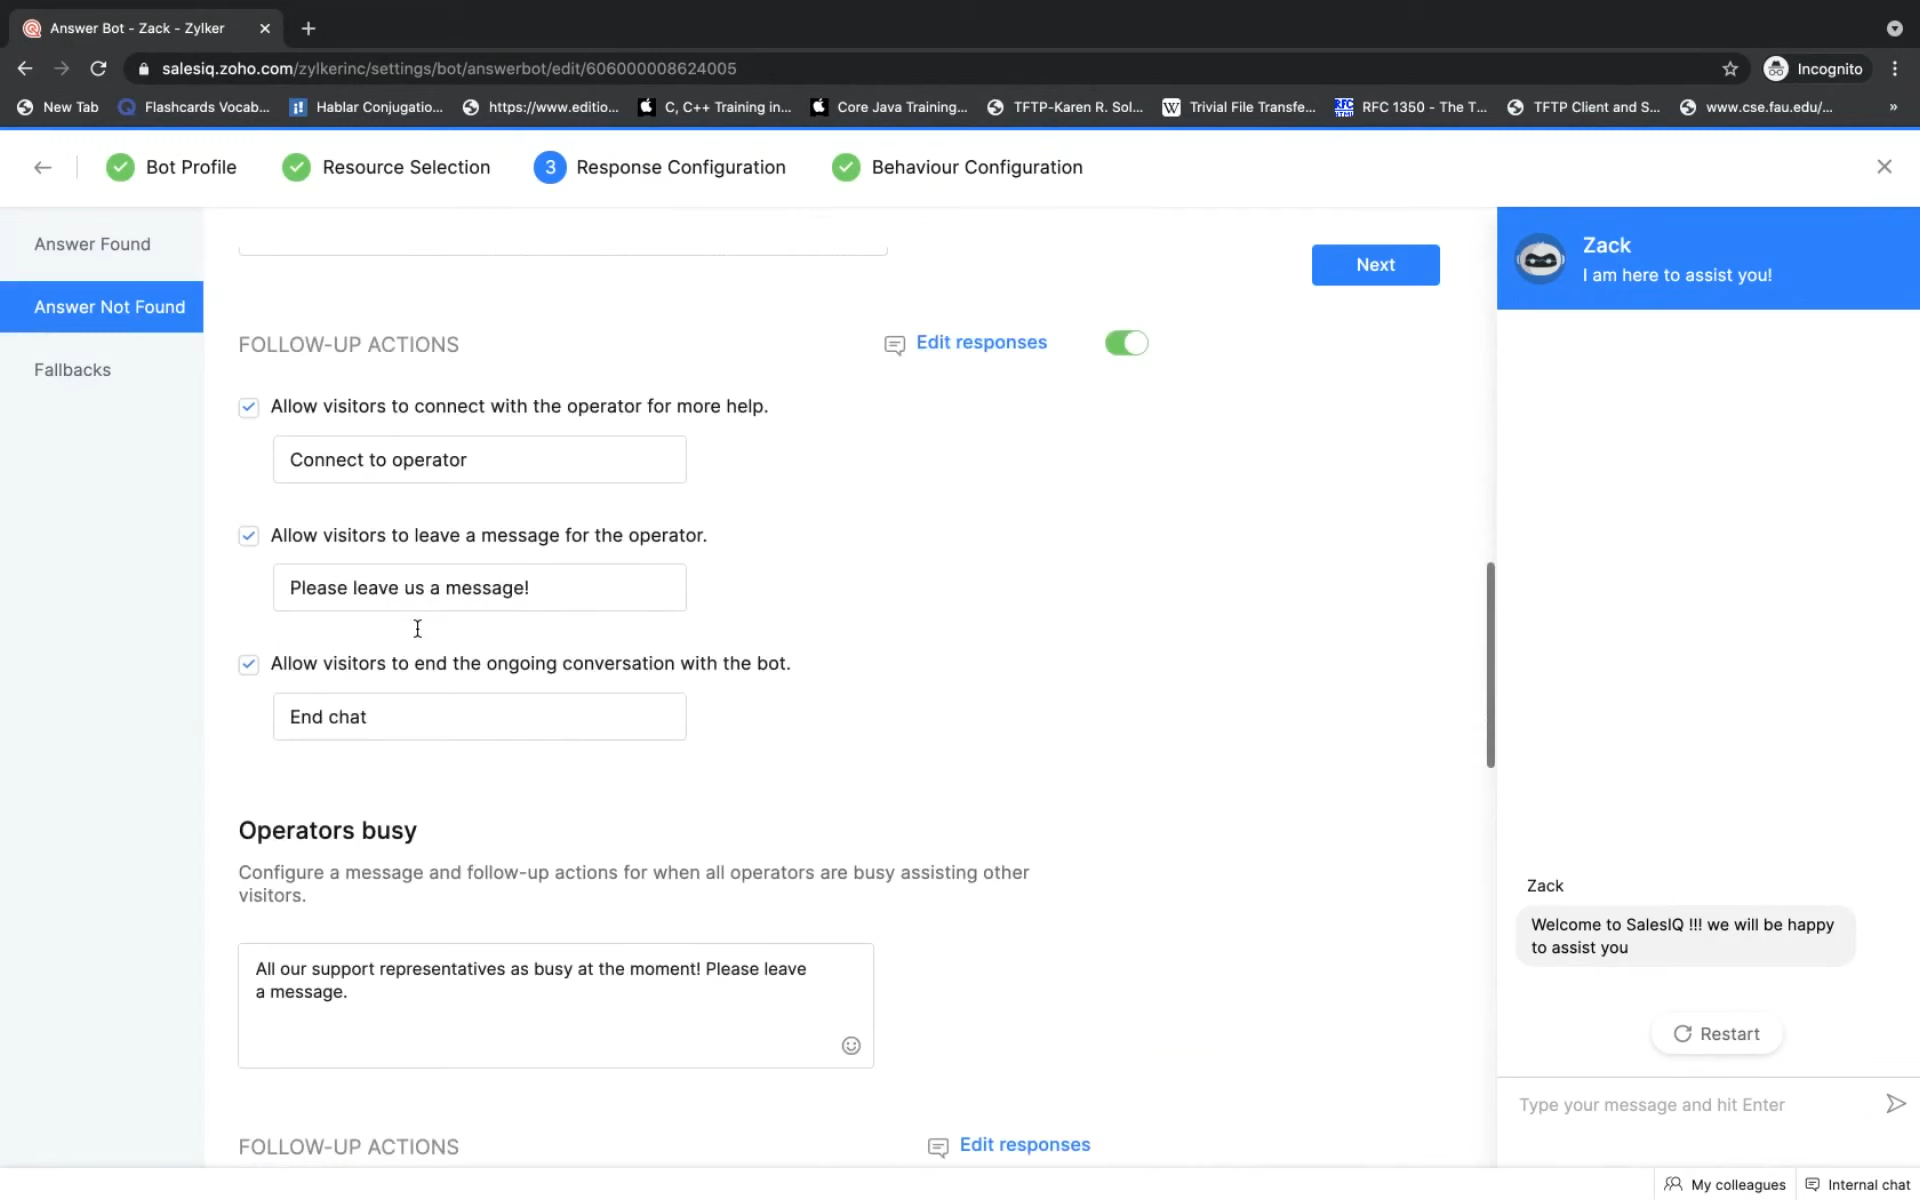 Answer Bot - Zack - Zylker
salesiq.zoho.com/zylkerinc/settings/bot/answerbot/edit/606000008624005
Incognito
New Tab
Flashcards Vocab...
Hablar Conjugatio...
https://www.editio...
C, C++ Training in...
Core Java Training...
TFTP-Karen R. Sol...
Trivial File Transfe...
RFC 1350 - The T...
TFTP Client and S...
www.cse.fau.edu/...
»
Bot Profile
Resource Selection
3 Response Configuration
Behaviour Configuration
Answer Found
Answer Not Found
Fallbacks
Next
FOLLOW-UP ACTIONS
Edit responses
Allow visitors to connect with the operator for more help.
Connect to operator
Allow visitors to leave a message for the operator.
Please leave us a message!
Allow visitors to end the ongoing conversation with the bot.
End chat
Operators busy
Configure a message and follow-up actions for when all operators are busy assisting other
visitors.
All our support representatives as busy at the moment! Please leave
a message.
FOLLOW-UP ACTIONS
Edit responses
Zack
I am here to assist you!
Zack
Welcome to SalesIQ !!! we will be happy
to assist you
Restart
Type your message and hit Enter
My colleagues
Internal chat